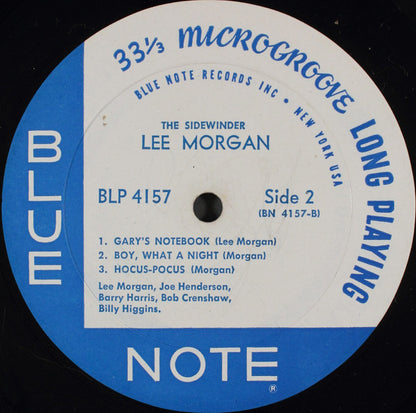 33⅓ MICROGROOVE LONG PLAYING
BLUE NOTE RECORDS INC • NEW YORK USA
THE SIDEWINDER
LEE MORGAN
BLP 4157
Side 2
(BN 4157-B)
1. GARY'S NOTEBOOK (Lee Morgan)
2. BOY, WHAT A NIGHT (Morgan)
3. HOCUS-POCUS (Morgan)
Lee Morgan, Joe Henderson,
Barry Harris, Bob Crenshaw,
Billy Higgins.
BLUE
NOTE
®